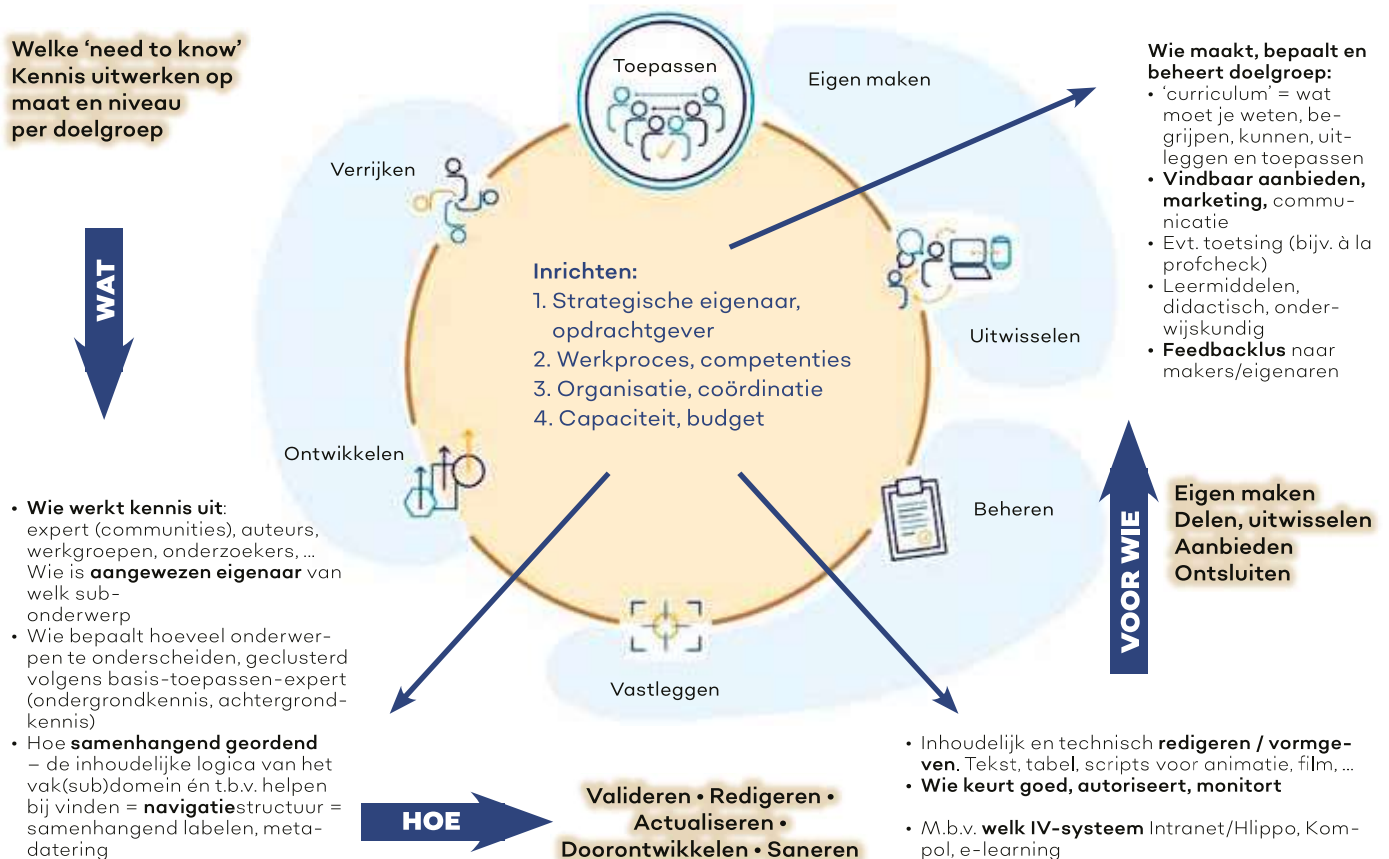 Welke ‘need to know’
Kennis uitwerken op
maat en niveau
per doelgroep
WAT
• Wie werkt kennis uit:
expert (communities), auteurs,
werkgroepen, onderzoekers, ...
Wie is aangewezen eigenaar van
welk sub-
onderwerp
• Wie bepaalt hoeveel onderwer-
pen te onderscheiden, geclusterd
volgens basis-toepassen-expert
(ondergrondkennis, achtergrond-
kennis)
• Hoe samenhangend geordend
– de inhoudelijke logica van het
vak(sub)domein én t.b.v. helpen
bij vinden = navigatiestructuur =
samenhangend labelen, meta-
datering
Toepassen
Eigen maken
Verrijken
Uitwisselen
Ontwikkelen
Beheren
Vastleggen
Inrichten:
1. Strategische eigenaar,
opdrachtgever
2. Werkproces, competenties
3. Organisatie, coördinatie
4. Capaciteit, budget
HOE
Valideren • Redigeren •
Actualiseren •
Doorontwikkelen • Saneren
• Inhoudelijk en technisch redigeren / vormge-
ven. Tekst, tabel, scripts voor animatie, film, ...
• Wie keurt goed, autoriseert, monitort
• M.b.v. welk IV-systeem Intranet/Hlippo, Kom-
pol, e-learning
VOOR WIE
Eigen maken
Delen, uitwisselen
Aanbieden
Ontsluiten
Wie maakt, bepaalt en
beheert doelgroep:
• ‘curriculum’ = wat
moet je weten, be-
grijpen, kunnen, uit-
leggen en toepassen
• Vindbaar aanbieden,
marketing, commu-
nicatie
• Evt. toetsing (bijv. à la
profcheck)
• Leermiddelen,
didactisch, onder-
wijskundig
• Feedbacklus naar
makers/eigenaren